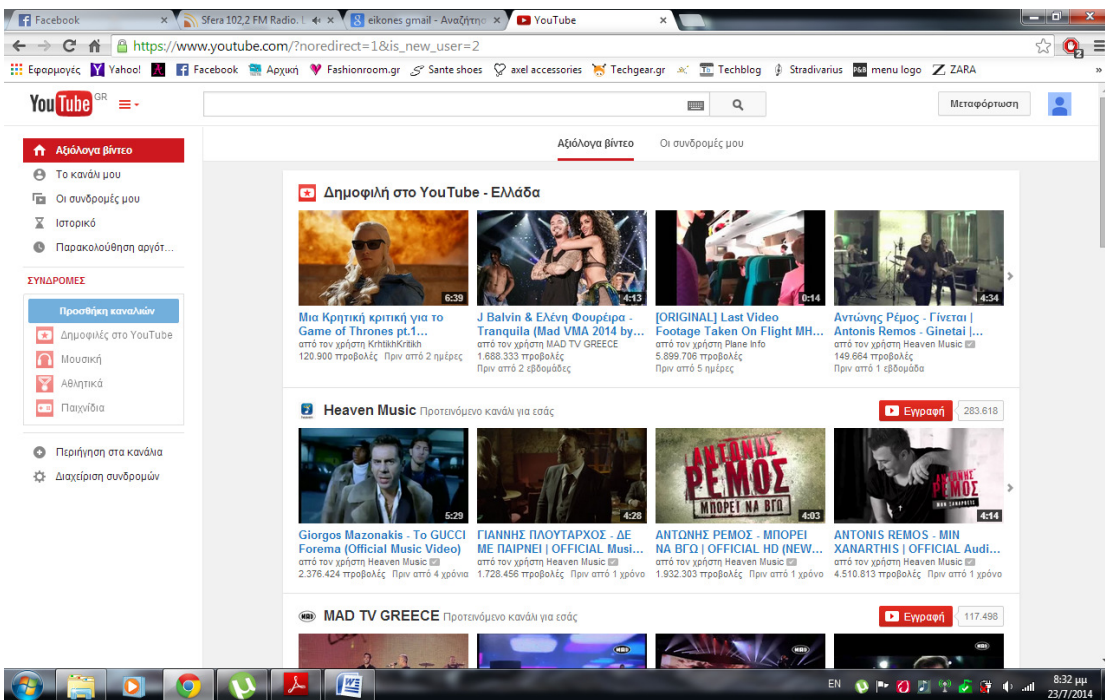 Facebook
Sfera 102,2 FM Radio. L
eikones gmail - Αναζήτησ
YouTube
https://www.youtube.com/?noredirect=1&is_new_user=2
2
Εφαρμογές Yahoo! Facebook Αρχική Fashionroom.gr Sante shoes axel accessories Techgear.gr Techblog Stradivarius menu logo ZARA »
YouTube GR
Μεταφόρτωση
Αξιόλογα βίντεο
Το κανάλι μου
Οι συνδρομές μου
Ιστορικό
Παρακολούθηση αργότ...
ΣΥΝΔΡΟΜΕΣ
Προσθήκη καναλιών
Δημοφιλές στο YouTube
Μουσική
Αθλητικά
Παιχνίδια
Περιήγηση στα κανάλια
Διαχείριση συνδρομών
Αξιόλογα βίντεο Οι συνδρομές μου
Δημοφιλή στο YouTube - Ελλάδα
6:39
Μια Κρητική κριτική για το
Game of Thrones pt.1...
από τον χρήστη KrhtikhKritikh
120.900 προβολές Πριν από 2 ημέρες
4:13
J Balvin & Ελένη Φουρέιρα -
Tranquila (Mad VMA 2014 by...
από τον χρήστη MAD TV GREECE
1.688.333 προβολές
Πριν από 2 εβδομάδες
0:14
[ORIGINAL] Last Video
Footage Taken On Flight MH...
από τον χρήστη Plane Info
5.899.706 προβολές
Πριν από 5 ημέρες
4:34
Αντώνης Ρέμος - Γίνεται |
Antonis Remos - Ginetai |...
από τον χρήστη Heaven Music
149.664 προβολές
Πριν από 1 εβδομάδα
Heaven Music Προτεινόμενο κανάλι για εσάς
Εγγραφή 283.618
5:29
Giorgos Mazonakis - To GUCCI
Forema (Official Music Video)
από τον χρήστη Heaven Music
2.376.424 προβολές Πριν από 4 χρόνια
4:28
ΓΙΑΝΝΗΣ ΠΛΟΥΤΑΡΧΟΣ - ΔΕ
ΜΕ ΠΑΙΡΝΕΙ | OFFICIAL Musi...
από τον χρήστη Heaven Music
1.728.456 προβολές Πριν από 1 χρόνο
ΑΝΤΩΝΗΣ
ΡΕΜΟΣ
ΜΠΟΡΕΙ ΝΑ ΒΓΩ
4:03
ΑΝΤΩΝΗΣ ΡΕΜΟΣ - ΜΠΟΡΕΙ
ΝΑ ΒΓΩ | OFFICIAL HD (NEW...
από τον χρήστη Heaven Music
1.932.303 προβολές Πριν από 1 χρόνο
ΑΝΤΩΝΗΣ
ΡΕΜΟΣ
ΜΗΝ ΞΑΝΑΡΘΕΙΣ
4:14
ANTONIS REMOS - MIN
XANARTHIS | OFFICIAL Audi...
από τον χρήστη Heaven Music
4.510.813 προβολές Πριν από 1 χρόνο
MAD TV GREECE Προτεινόμενο κανάλι για εσάς
Εγγραφή 117.498
EN
8:32 μμ
23/7/2014